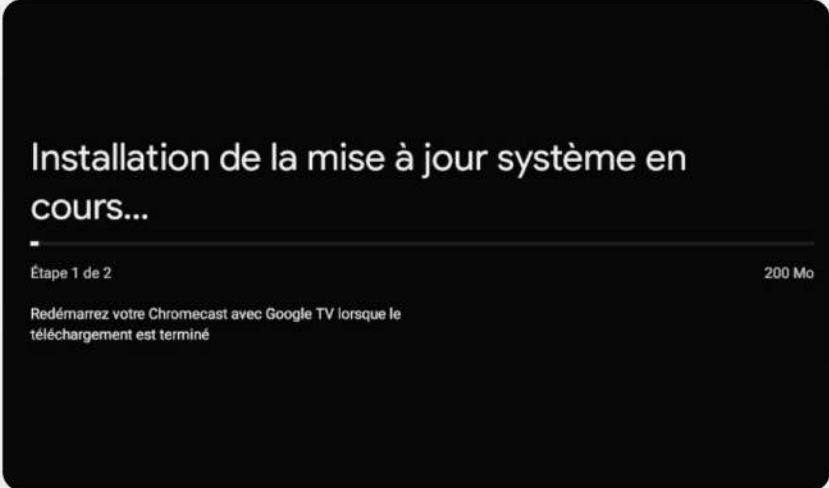 Installation de la mise à jour système en
cours...
Étape 1 de 2
200 Mo
Redémarrez votre Chromecast avec Google TV lorsque le
téléchargement est terminé